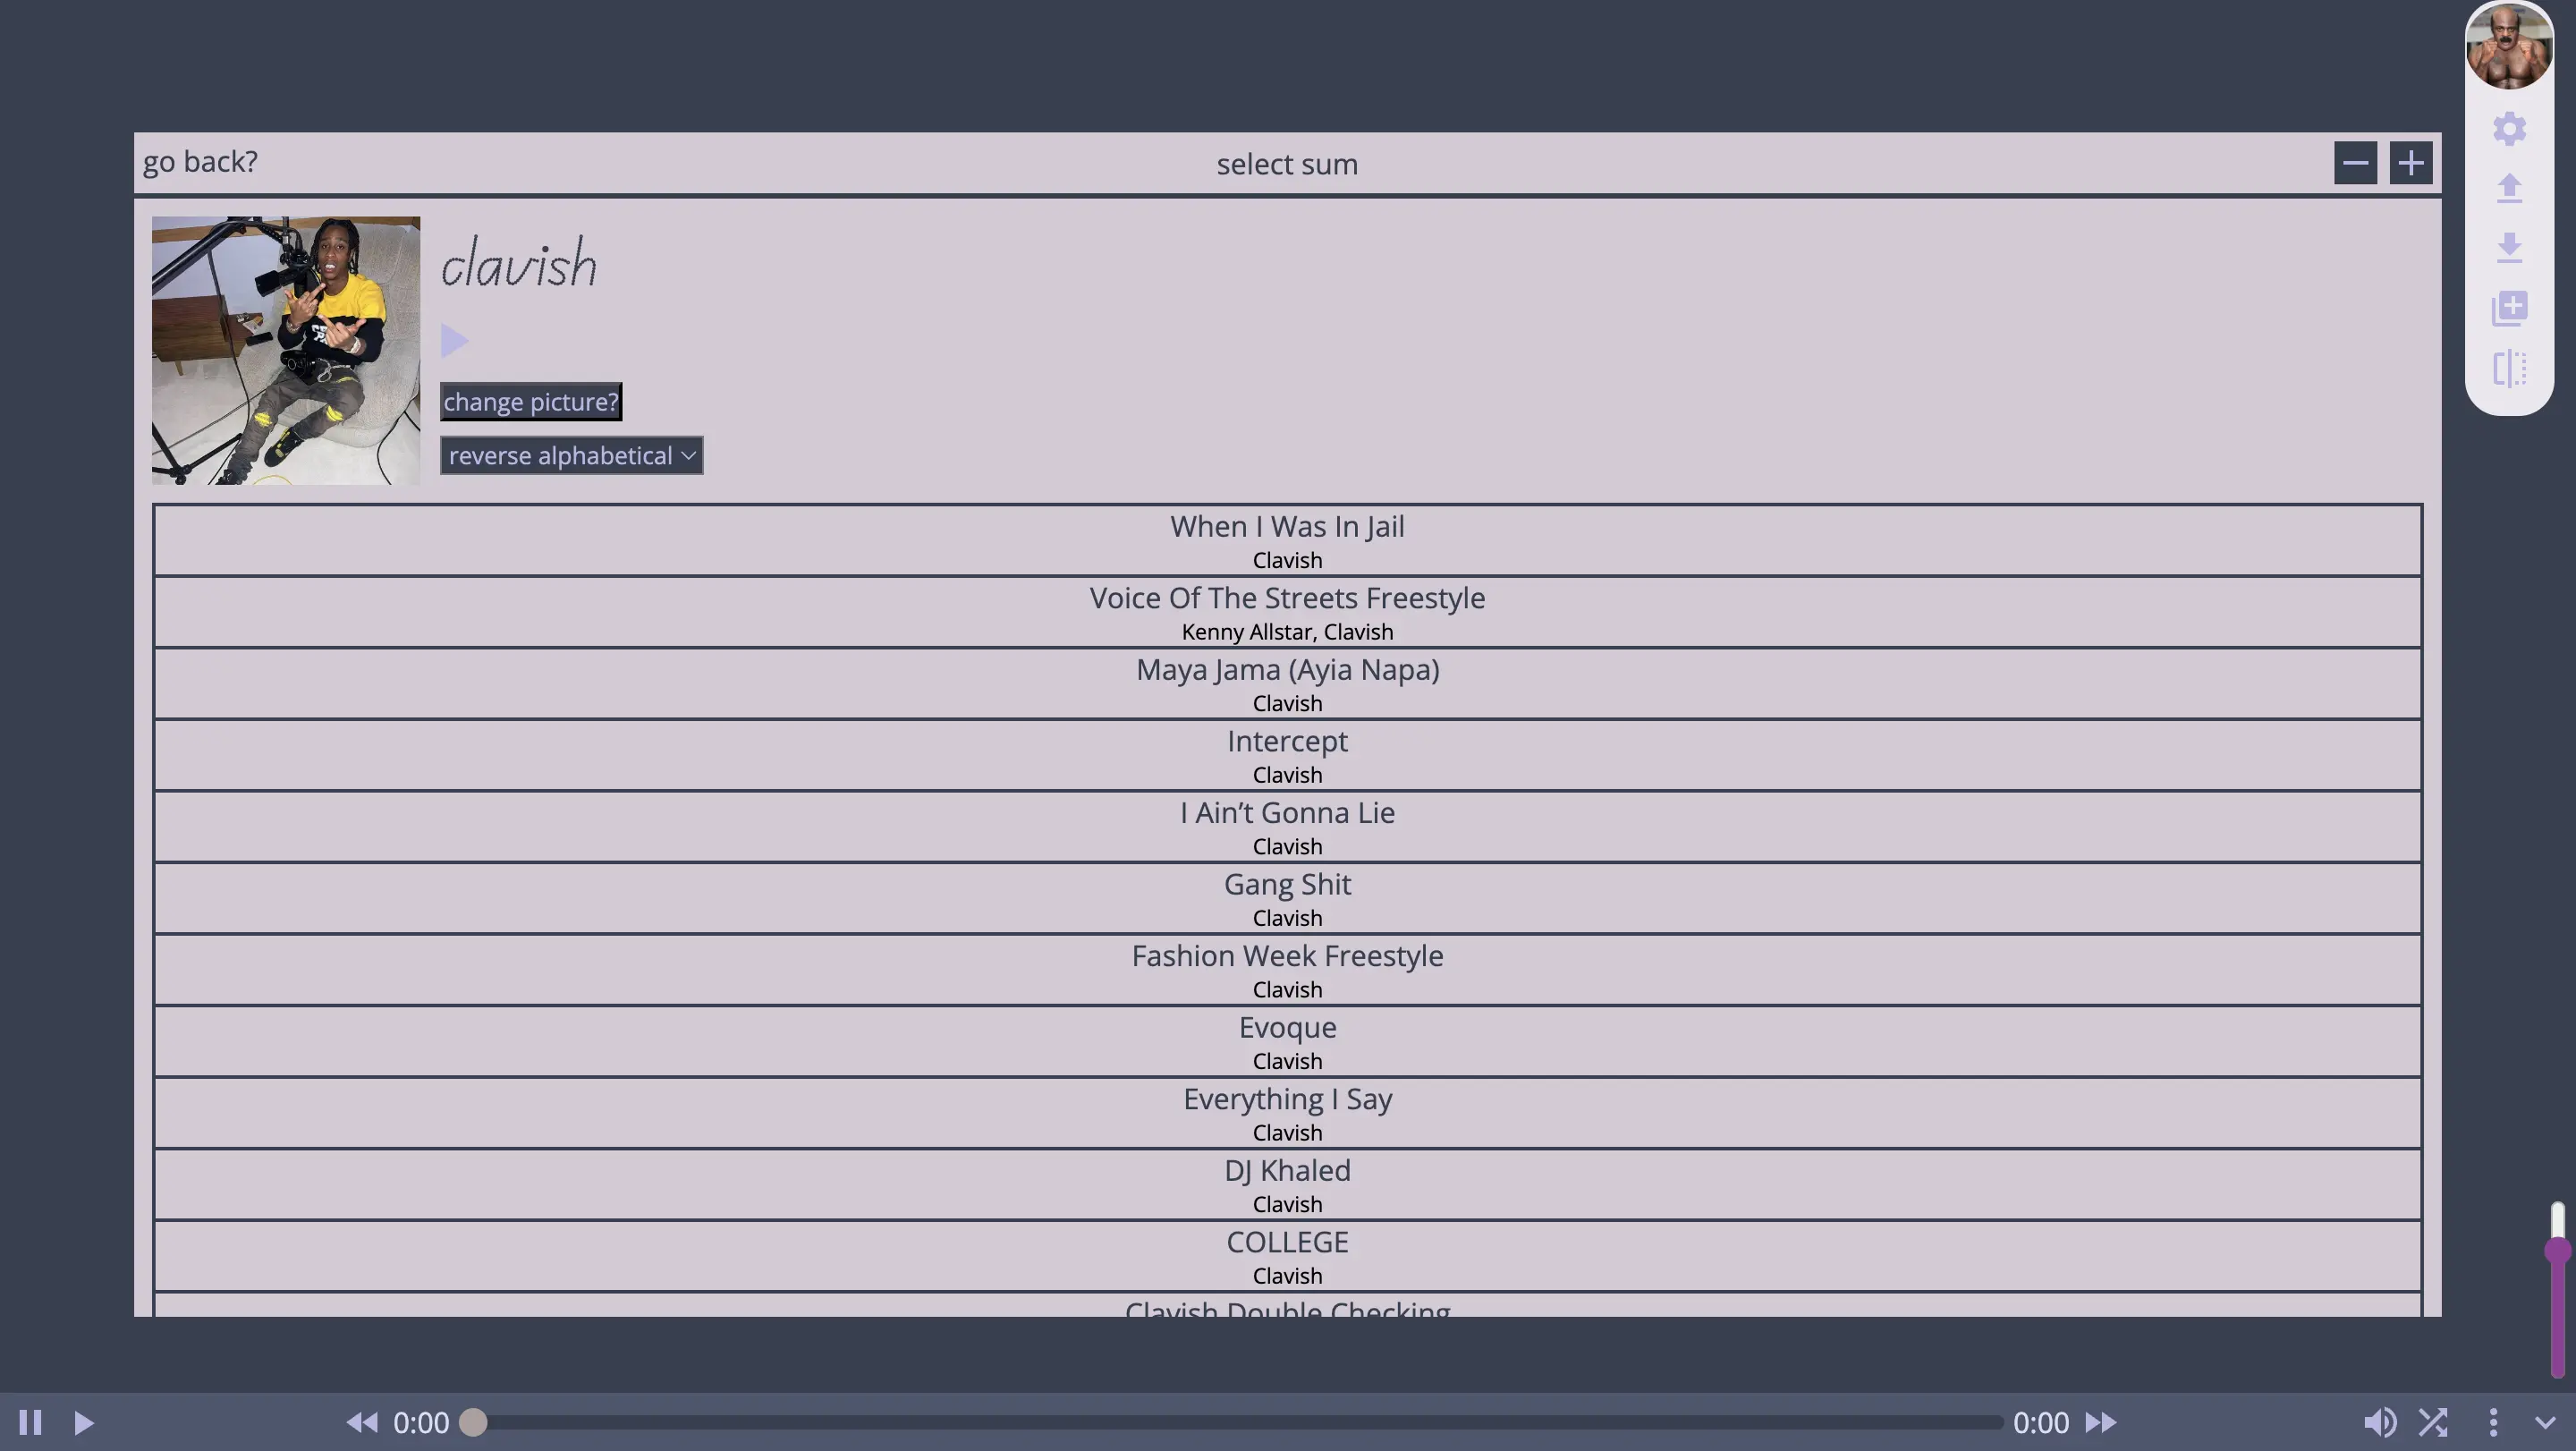 go back?
select sum
clavish
change picture?
reverse alphabetical
When I Was In Jail
Clavish
Voice Of The Streets Freestyle
Kenny Allstar, Clavish
Maya Jama (Ayia Napa)
Clavish
Intercept
Clavish
I Ain’t Gonna Lie
Clavish
Gang Shit
Clavish
Fashion Week Freestyle
Clavish
Evoque
Clavish
Everything I Say
Clavish
DJ Khaled
Clavish
COLLEGE
Clavish
Clavish Double Checking
0:00
0:00